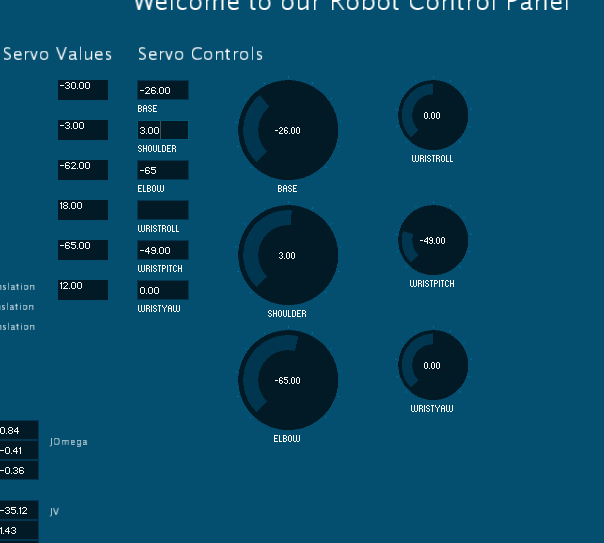 Welcome to our Robot Control Panel
Servo Values
Servo Controls
-30.00
-3.00
-62.00
18.00
-65.00
12.00
-26.00
BASE
3.00
SHOULDER
-65
ELBOW
WRISTROLL
-49.00
WRISTPITCH
0.00
WRISTYAW
-26.00
BASE
0.00
WRISTROLL
3.00
SHOULDER
-49.00
WRISTPITCH
-65.00
ELBOW
0.00
WRISTYAW
nslation
nslation
nslation
0.84
-0.41
-0.36
JOmega
-35.12
1.43
JV